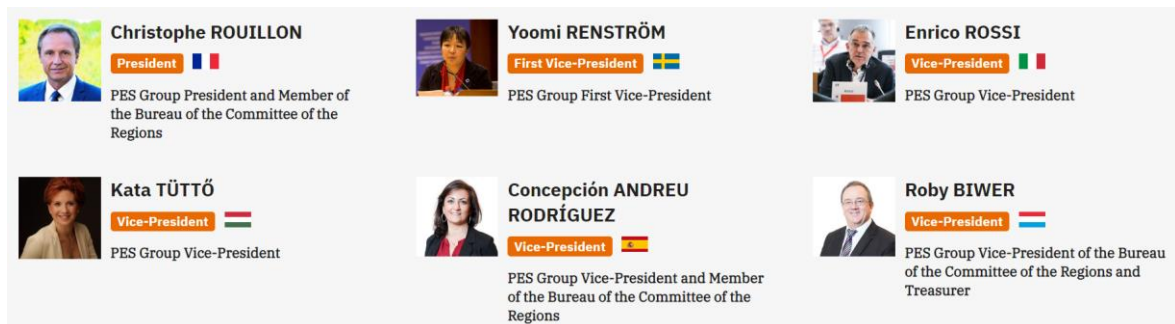 Christophe ROUILLON
President
PES Group President and Member of
the Bureau of the Committee of the
Regions
Yoomi RENSTRÖM
First Vice-President
PES Group First Vice-President
Enrico ROSSI
Vice-President
PES Group Vice-President
Kata TÜTTŐ
Vice-President
PES Group Vice-President
Concepción ANDREU
RODRÍGUEZ
Vice-President
PES Group Vice-President and Member
of the Bureau of the Committee of the
Regions
Roby BIWER
Vice-President
PES Group Vice-President of the Bureau
of the Committee of the Regions and
Treasurer